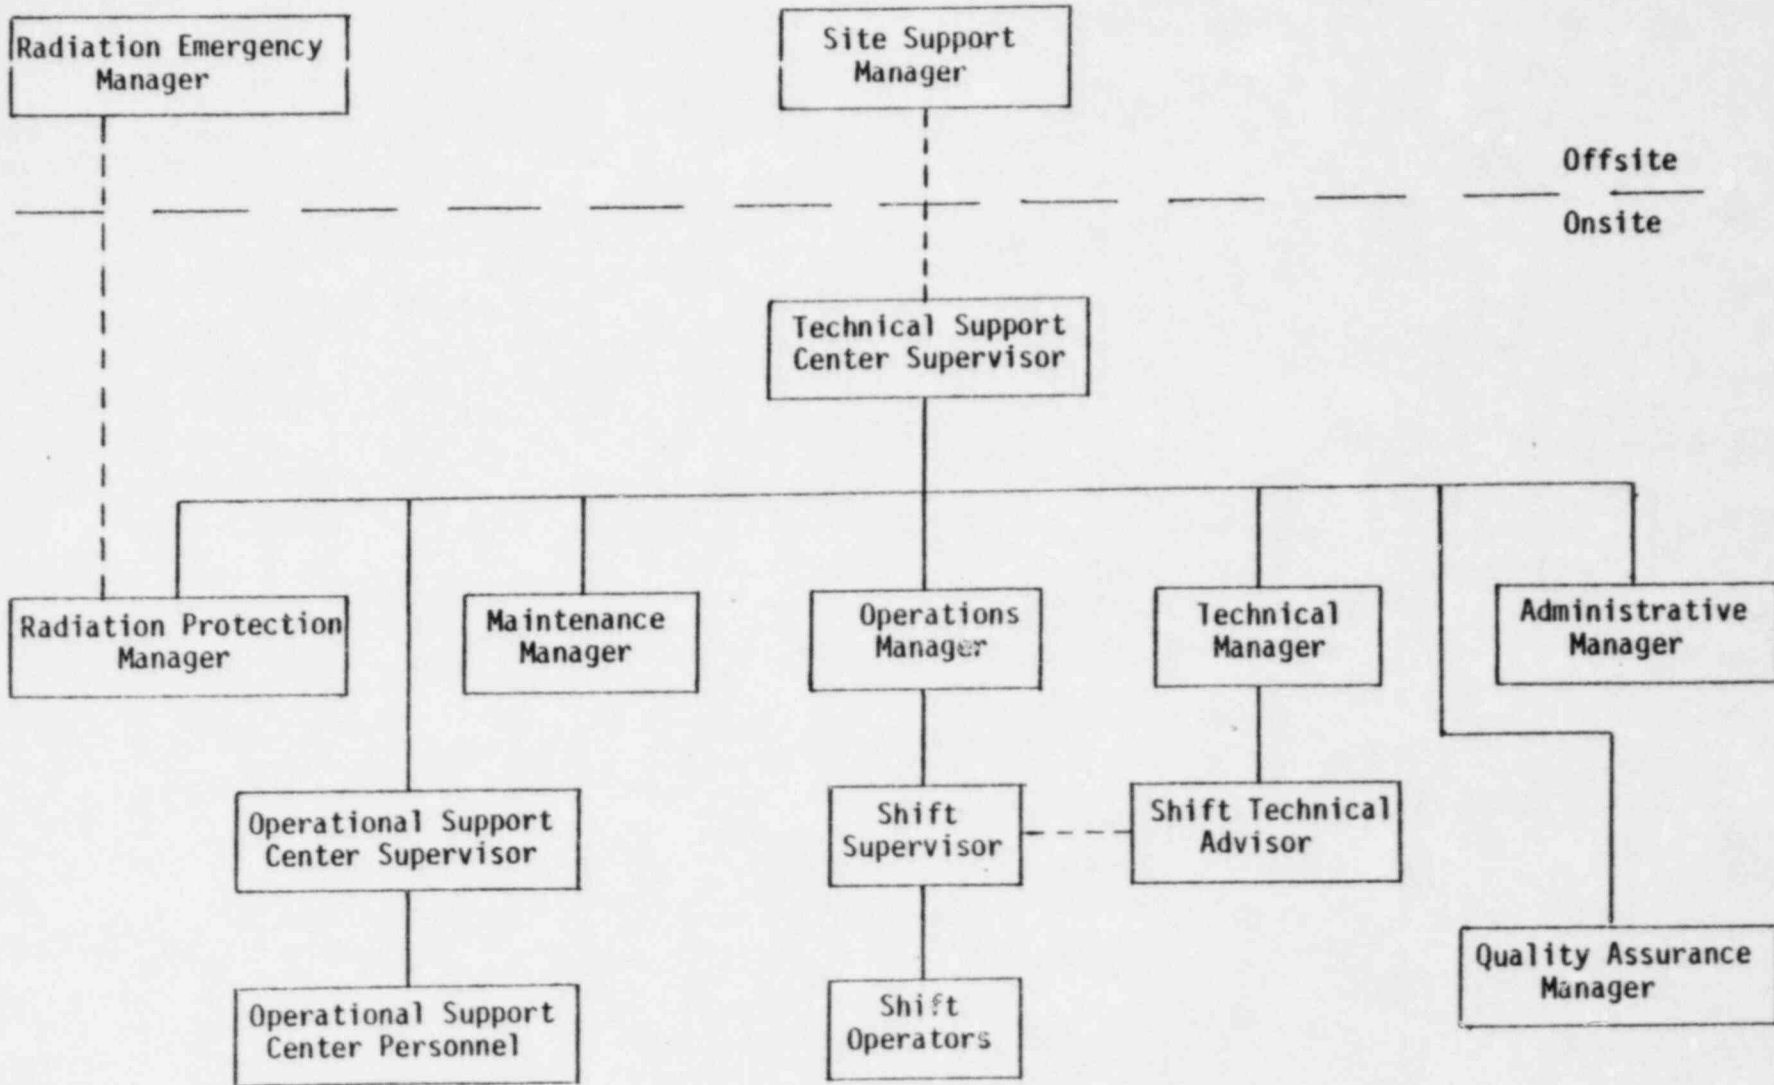 Radiation Emergency
Manager
Site Support
Manager
Offsite
Onsite
Technical Support
Center Supervisor
Radiation Protection
Manager
Maintenance
Manager
Operations
Manager
Technical
Manager
Administrative
Manager
Operational Support
Center Supervisor
Shift
Supervisor
Shift Technical
Advisor
Quality Assurance
Manager
Operational Support
Center Personnel
Shift
Operators